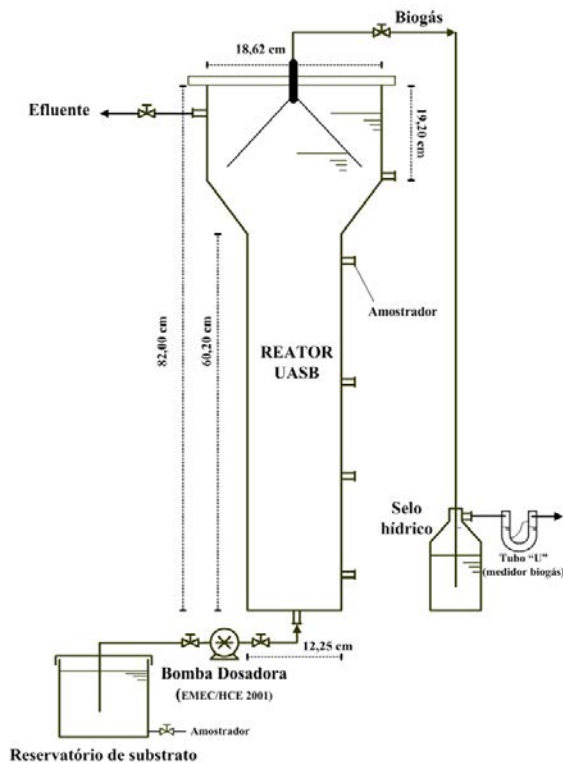 Biogás
18,62 cm
Efluente
19,20 cm
Amostrador
82,00 cm
60,20 cm
REATOR
UASB
Selo
hídrico
Tubo “U”
(medidor biogás)
12,25 cm
Bomba Dosadora
(EMEC/HCE 2001)
Amostrador
Reservatório de substrato